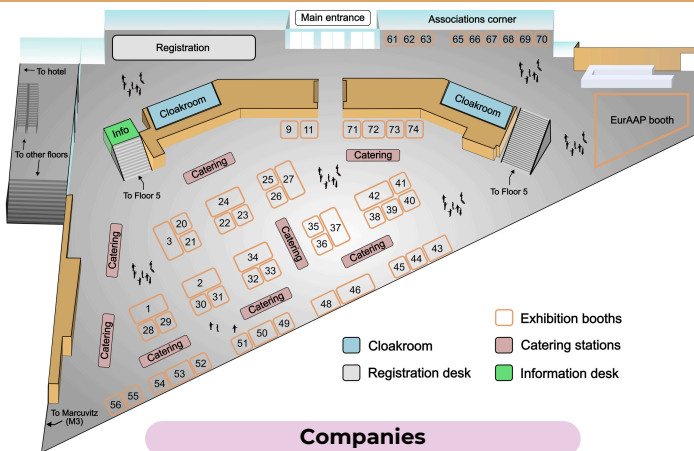 Main entrance
Associations corner
Registration
61 62 63 65 66 67 68 69 70
To hotel
Cloakroom
Cloakroom
Info
EurAAP booth
To other floors
9 11
71 72 73 74
Catering
Catering
To Floor 5
To Floor 5
25 27
26
24
22 23
42 41
38 39 40
20
3 21
35 37
36
Catering
Catering
34
32 33
Catering
43
45 44
2
30 31
46
48
1
28 29
Catering
49
51 50
Catering
Catering
52
54 53
56 55
Exhibition booths
Cloakroom
Catering stations
Registration desk
Information desk
To Marcuvitz
(M3)
Companies